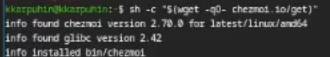 kkarpuhin@kkarpuhin:~$ sh -c "$(wget -qO- chezmoi.io/get)"
info found chezmoi version 2.70.0 for latest/linux/amd64
info found glibc version 2.42
info installed bin/chezmoi